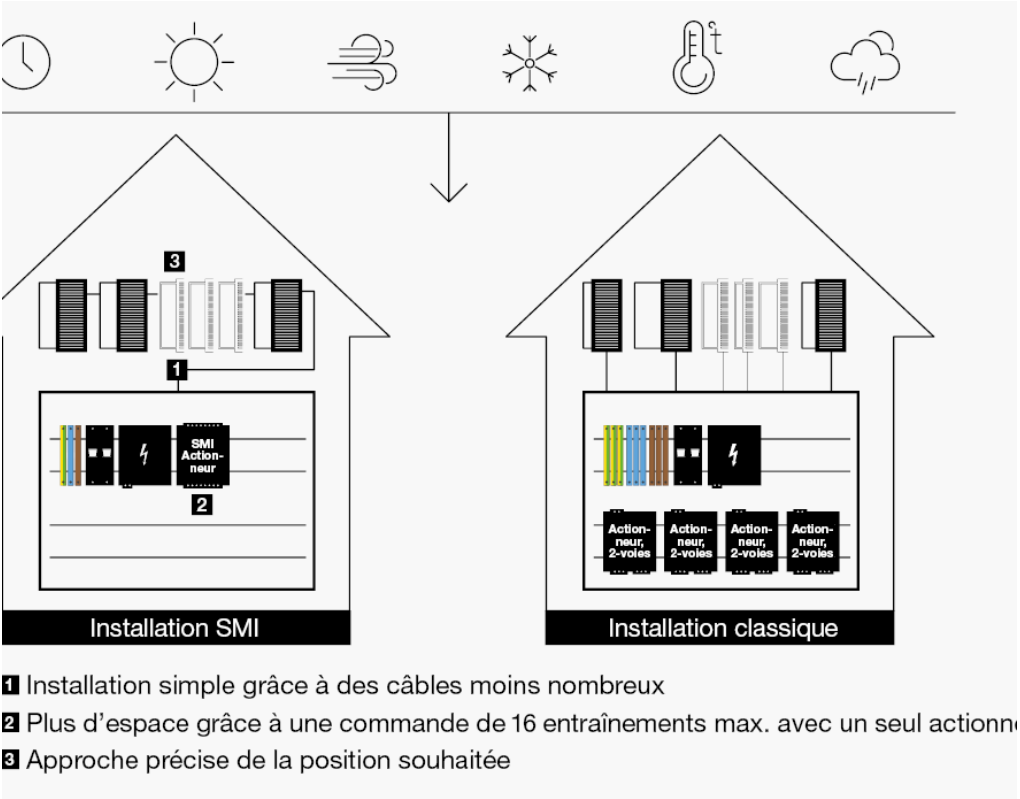 t
3
1
SMI
Action-
neur
2
Action-
neur,
2-voies
Action-
neur,
2-voies
Action-
neur,
2-voies
Action-
neur,
2-voies
Installation SMI
Installation classique
1 Installation simple grâce à des câbles moins nombreux
2 Plus d’espace grâce à une commande de 16 entraînements max. avec un seul actionne
3 Approche précise de la position souhaitée